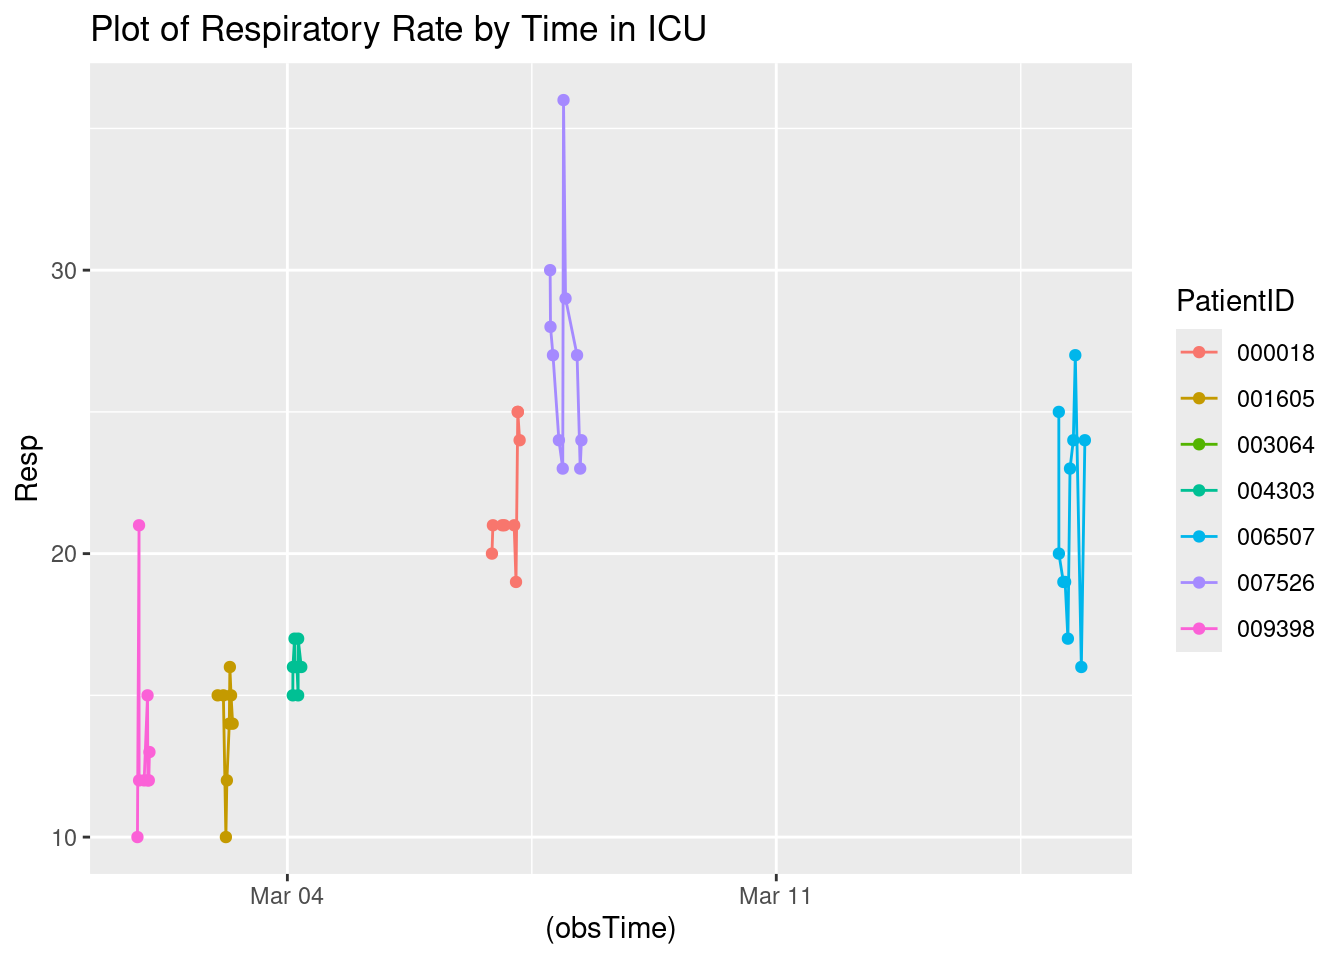 Plot of Respiratory Rate by Time in ICU
Resp
30
20
10
Mar 04
Mar 11
(obsTime)
PatientID
000018
001605
003064
004303
006507
007526
009398